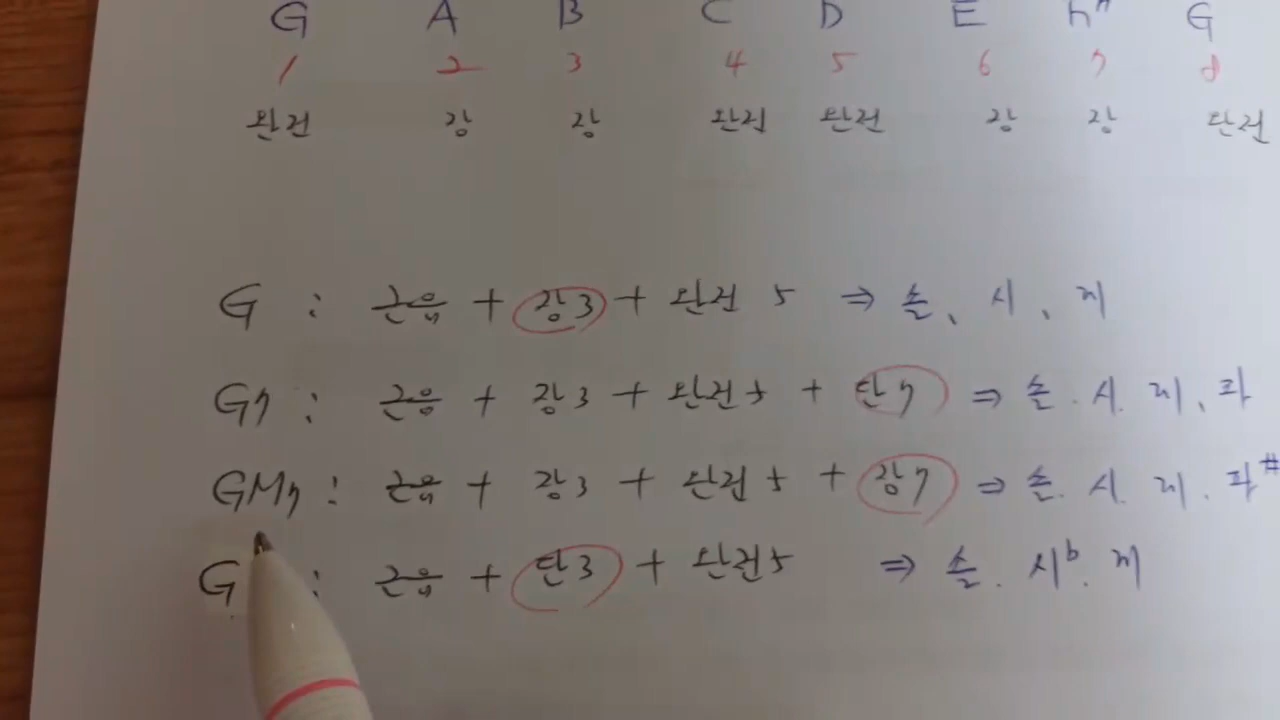 G A B C D E F# G
1 2 3 4 5 6 7 8
완전 장 장 완전 완전 장 장 완전
G : 근음 + 장3 + 완전 5 ⇒ 솔、시、레
G7 : 근음 + 장3 + 완전5 + 단7 ⇒ 솔. 시. 레. 파
GM7 : 근음 + 장3 + 완전 5 + 장7 ⇒ 솔. 시. 레. 파#
G : 근음 + 단3 + 완전5 ⇒ 솔. 시b. 레